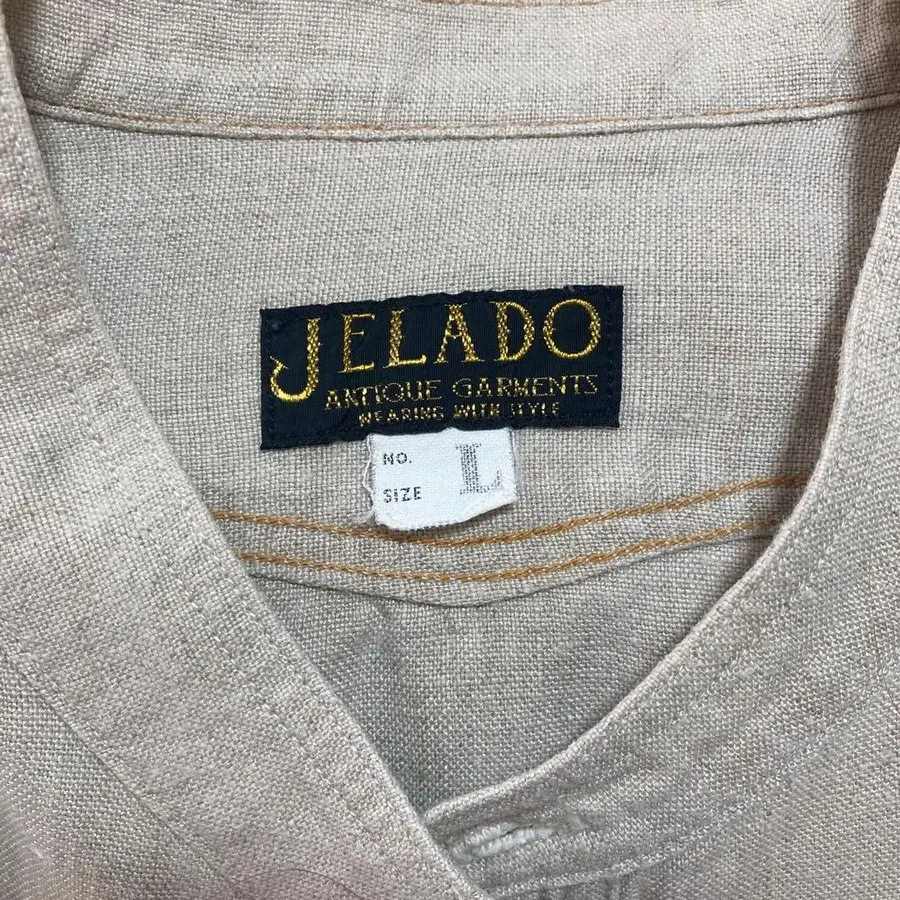 JELADO
ANTIQUE GARMENTS
WEARING WITH STYLE
NO.
SIZE L